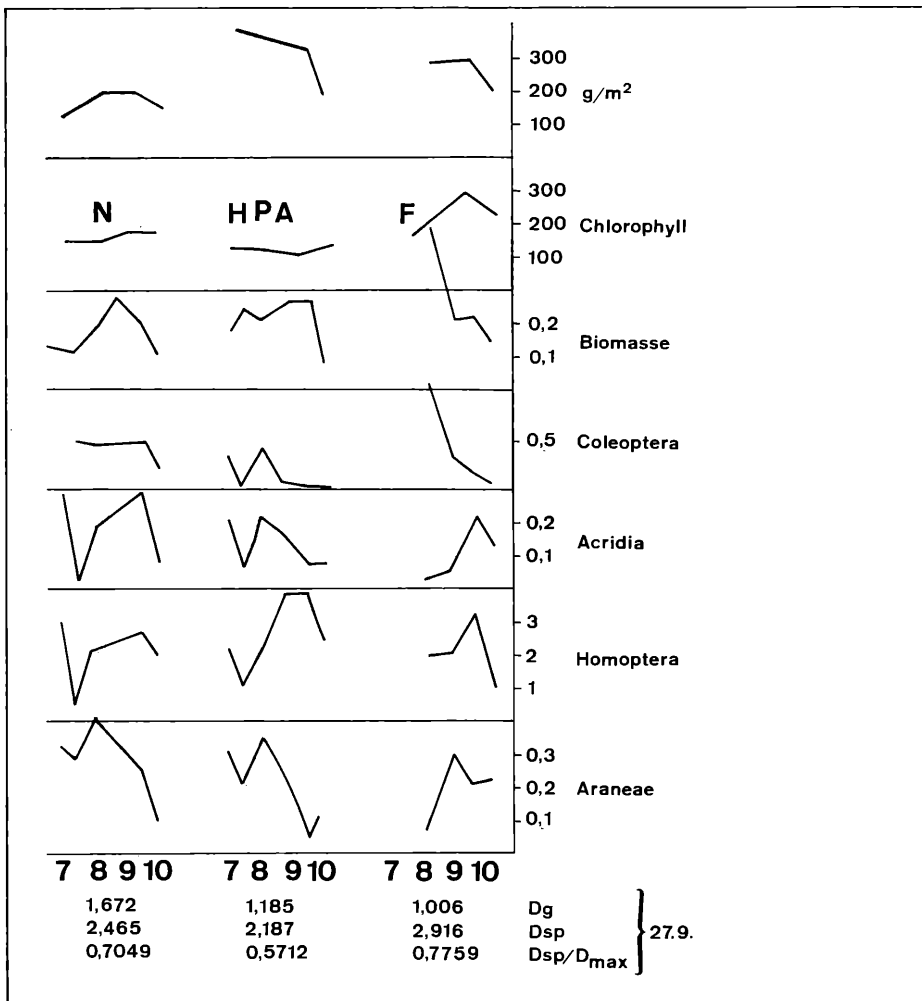 300
200 g/m²
100
300
N HPA F
200 Chlorophyll
100
0,2
Biomasse
0,1
0,5 Coleoptera
0,2
Acridia
0,1
3
2 Homoptera
1
0,3
0,2 Araneae
0,1
7 8 9 10 7 8 9 10 7 8 9 10
1,672 1,185 1,006 Dg
2,465 2,187 2,916 Dsp } 27.9.
0,7049 0,5712 0,7759 Dsp/Dmax